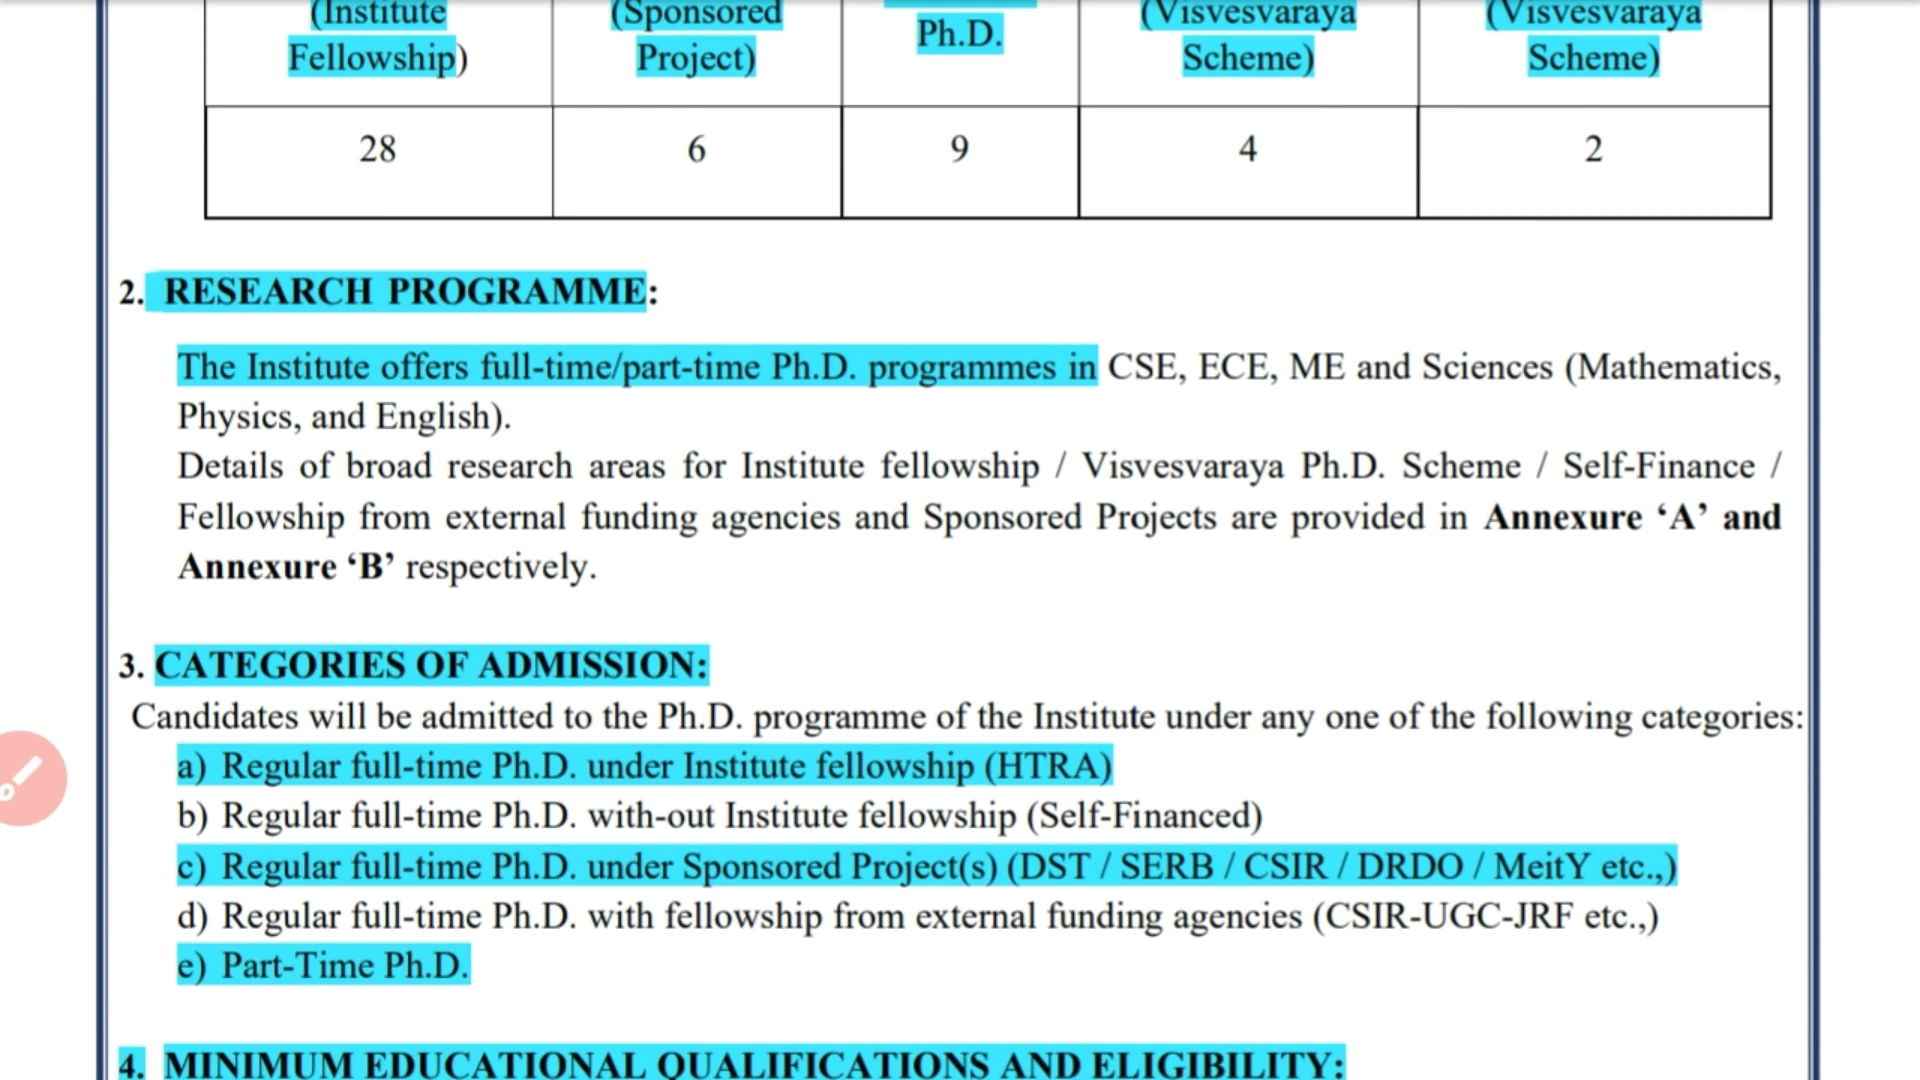 (Institute (Sponsored (Visvesvaraya (Visvesvaraya
Fellowship) Project) Ph.D. Scheme) Scheme)
28 6 9 4 2
2. RESEARCH PROGRAMME:
The Institute offers full-time/part-time Ph.D. programmes in CSE, ECE, ME and Sciences (Mathematics,
Physics, and English).
Details of broad research areas for Institute fellowship / Visvesvaraya Ph.D. Scheme / Self-Finance /
Fellowship from external funding agencies and Sponsored Projects are provided in Annexure ‘A’ and
Annexure ‘B’ respectively.
3. CATEGORIES OF ADMISSION:
Candidates will be admitted to the Ph.D. programme of the Institute under any one of the following categories:
a) Regular full-time Ph.D. under Institute fellowship (HTRA)
b) Regular full-time Ph.D. with-out Institute fellowship (Self-Financed)
c) Regular full-time Ph.D. under Sponsored Project(s) (DST / SERB / CSIR / DRDO / MeitY etc.,)
d) Regular full-time Ph.D. with fellowship from external funding agencies (CSIR-UGC-JRF etc.,)
e) Part-Time Ph.D.
4. MINIMUM EDUCATIONAL QUALIFICATIONS AND ELIGIBILITY: